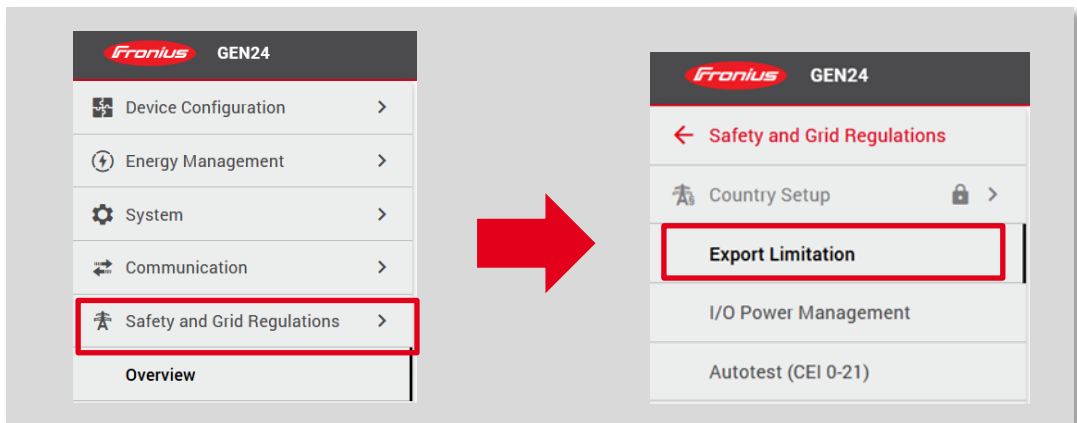 Fronius GEN24
Device Configuration
Energy Management
System
Communication
Safety and Grid Regulations
Overview
Fronius GEN24
Safety and Grid Regulations
Country Setup
Export Limitation
I/O Power Management
Autotest (CEI 0-21)